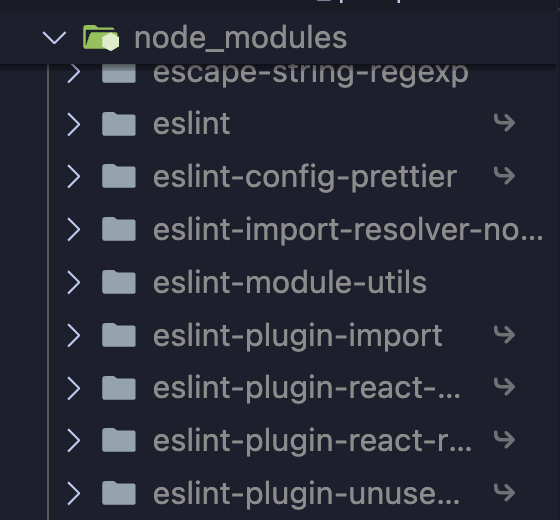 node_modules
escape-string-regexp
eslint
eslint-config-prettier
eslint-import-resolver-no...
eslint-module-utils
eslint-plugin-import
eslint-plugin-react-...
eslint-plugin-react-r...
eslint-plugin-unuse...